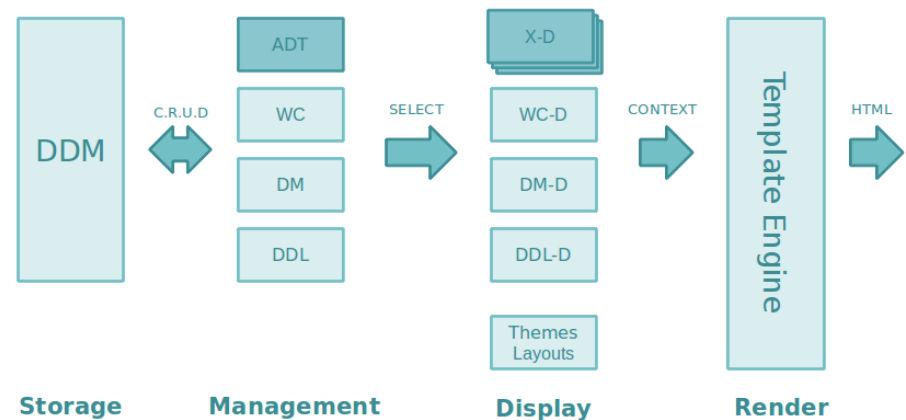 DDM
C.R.U.D
ADT
WC
DM
DDL
SELECT
X-D
WC-D
DM-D
DDL-D
Themes
Layouts
CONTEXT
Template Engine
HTML
Storage
Management
Display
Render